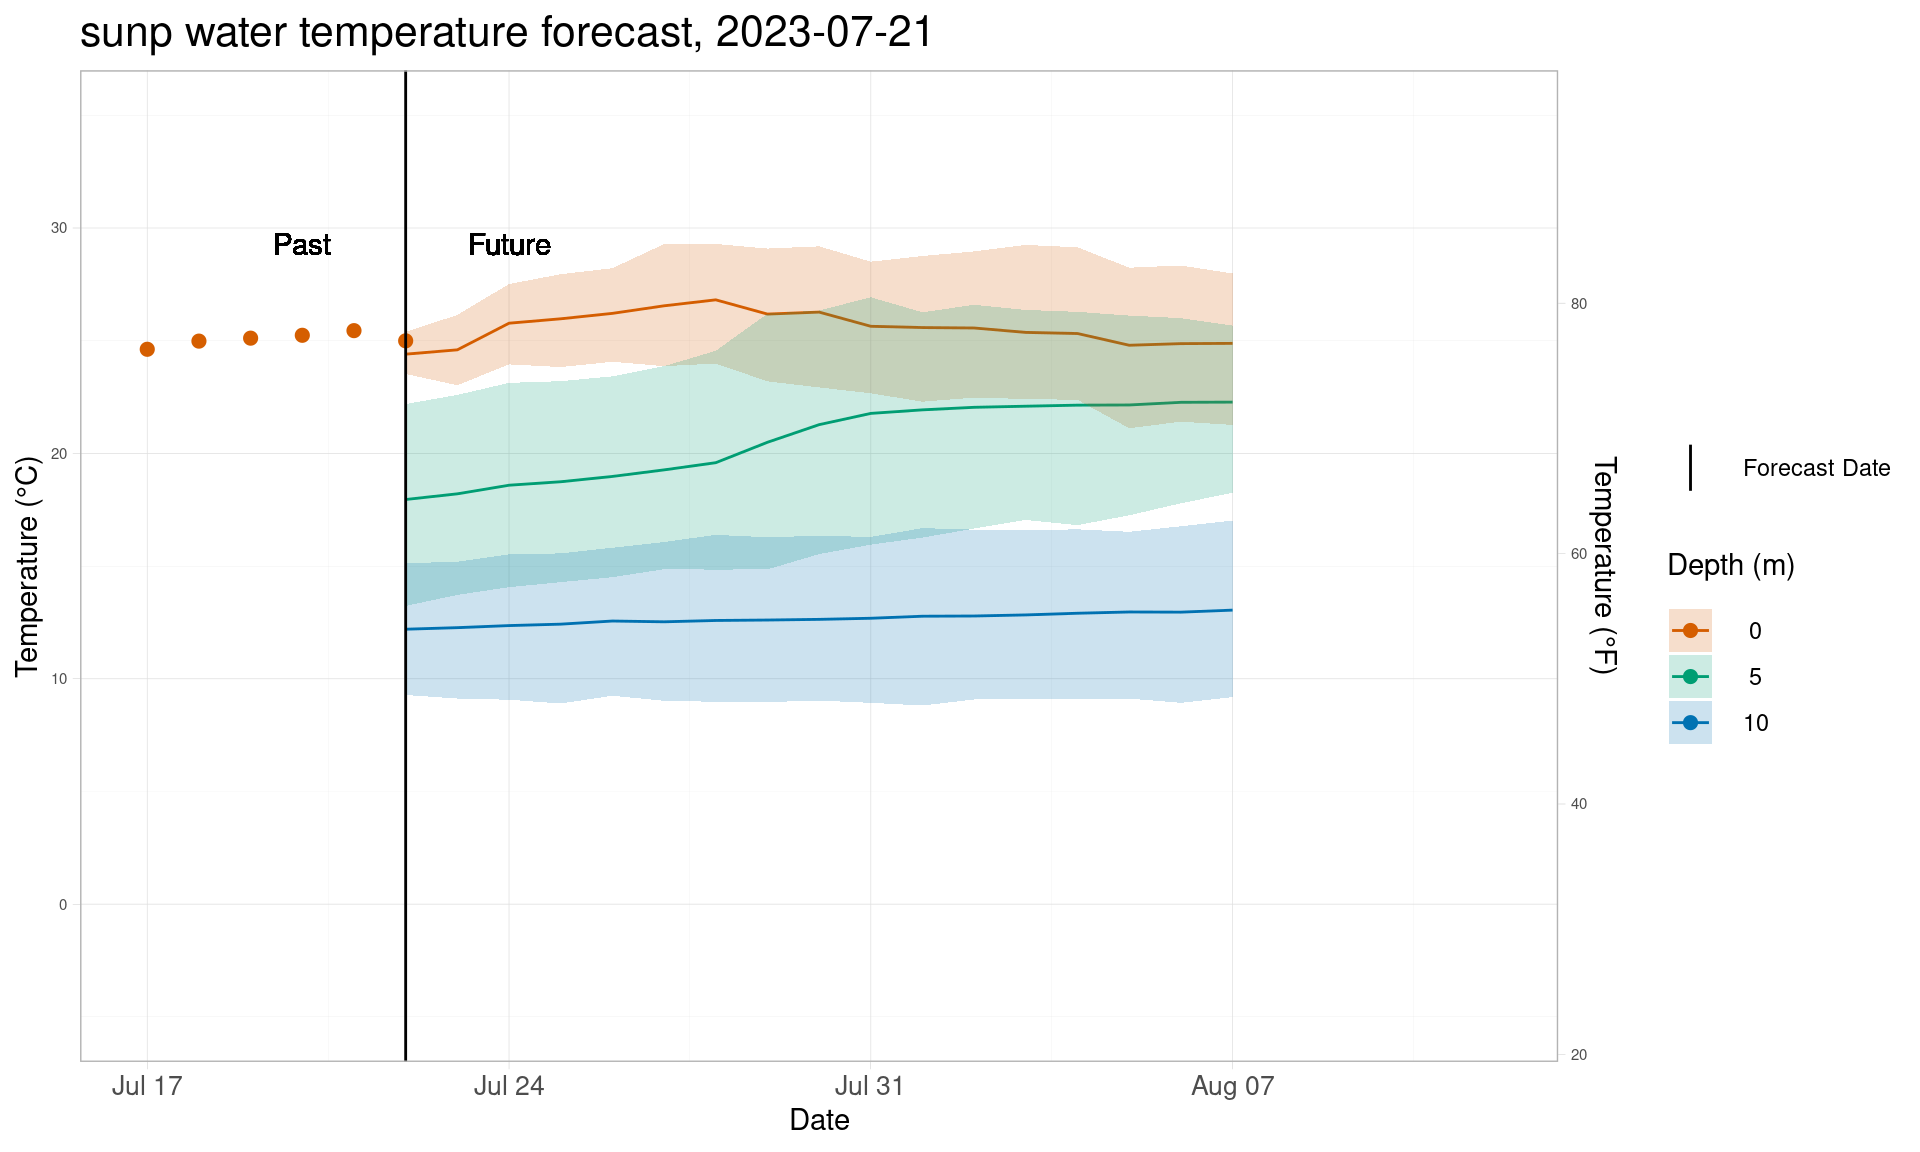 sunp water temperature forecast, 2023-07-21
Past
Future
30
20
10
0
Temperature (°C)
80
60
40
20
Temperature (°F)
Jul 17
Jul 24
Jul 31
Aug 07
Date
Forecast Date
Depth (m)
0
5
10